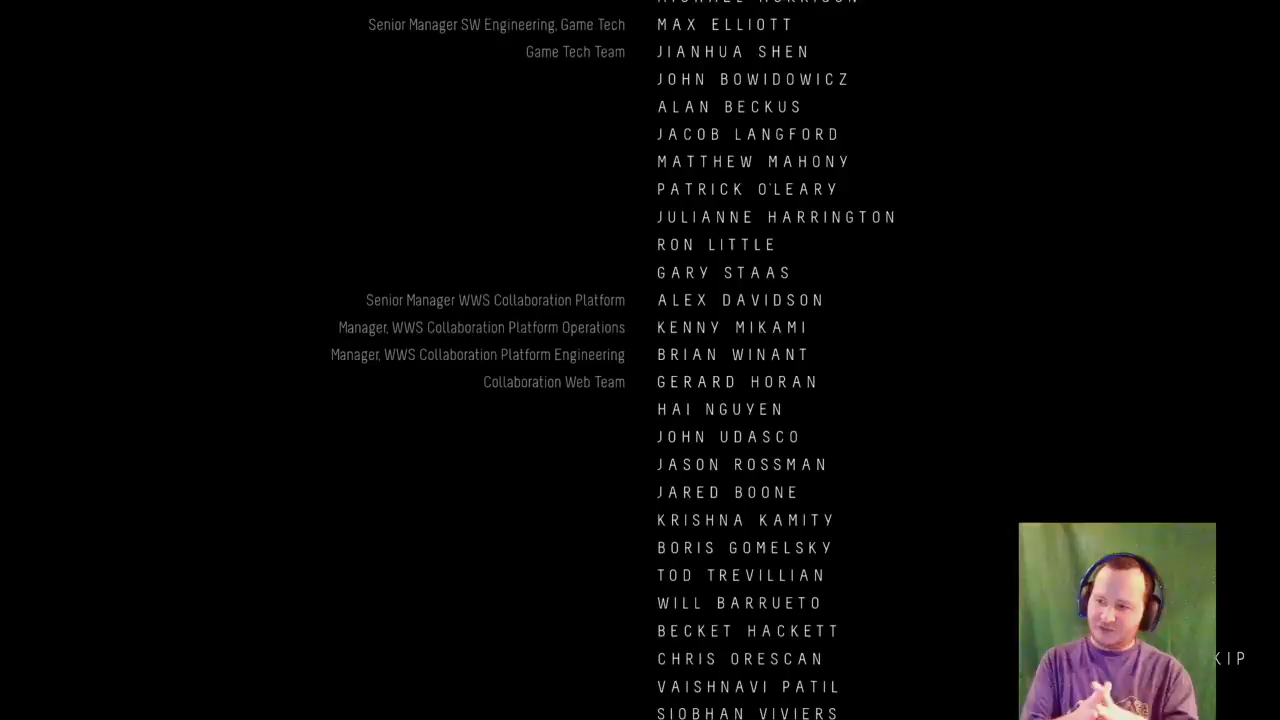 Senior Manager SW Engineering, Game Tech MAX ELLIOTT
Game Tech Team JIANHUA SHEN
JOHN BOWIDOWICZ
ALAN BECKUS
JACOB LANGFORD
MATTHEW MAHONY
PATRICK O'LEARY
JULIANNE HARRINGTON
RON LITTLE
GARY STAAS
Senior Manager WWS Collaboration Platform ALEX DAVIDSON
Manager, WWS Collaboration Platform Operations KENNY MIKAMI
Manager, WWS Collaboration Platform Engineering BRIAN WINANT
Collaboration Web Team GERARD HORAN
HAI NGUYEN
JOHN UDASCO
JASON ROSSMAN
JARED BOONE
KRISHNA KAMITY
BORIS GOMELSKY
TOD TREVILLIAN
WILL BARRUETO
BECKET HACKETT
CHRIS ORESCAN
KIP
VAISHNAVI PATIL
SIOBHAN VIVIERS